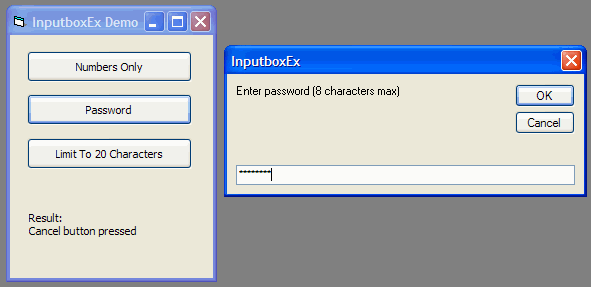 InputboxEx Demo
Numbers Only
Password
Limit To 20 Characters
Result:
Cancel button pressed
InputboxEx
Enter password (8 characters max)
OK
Cancel
********